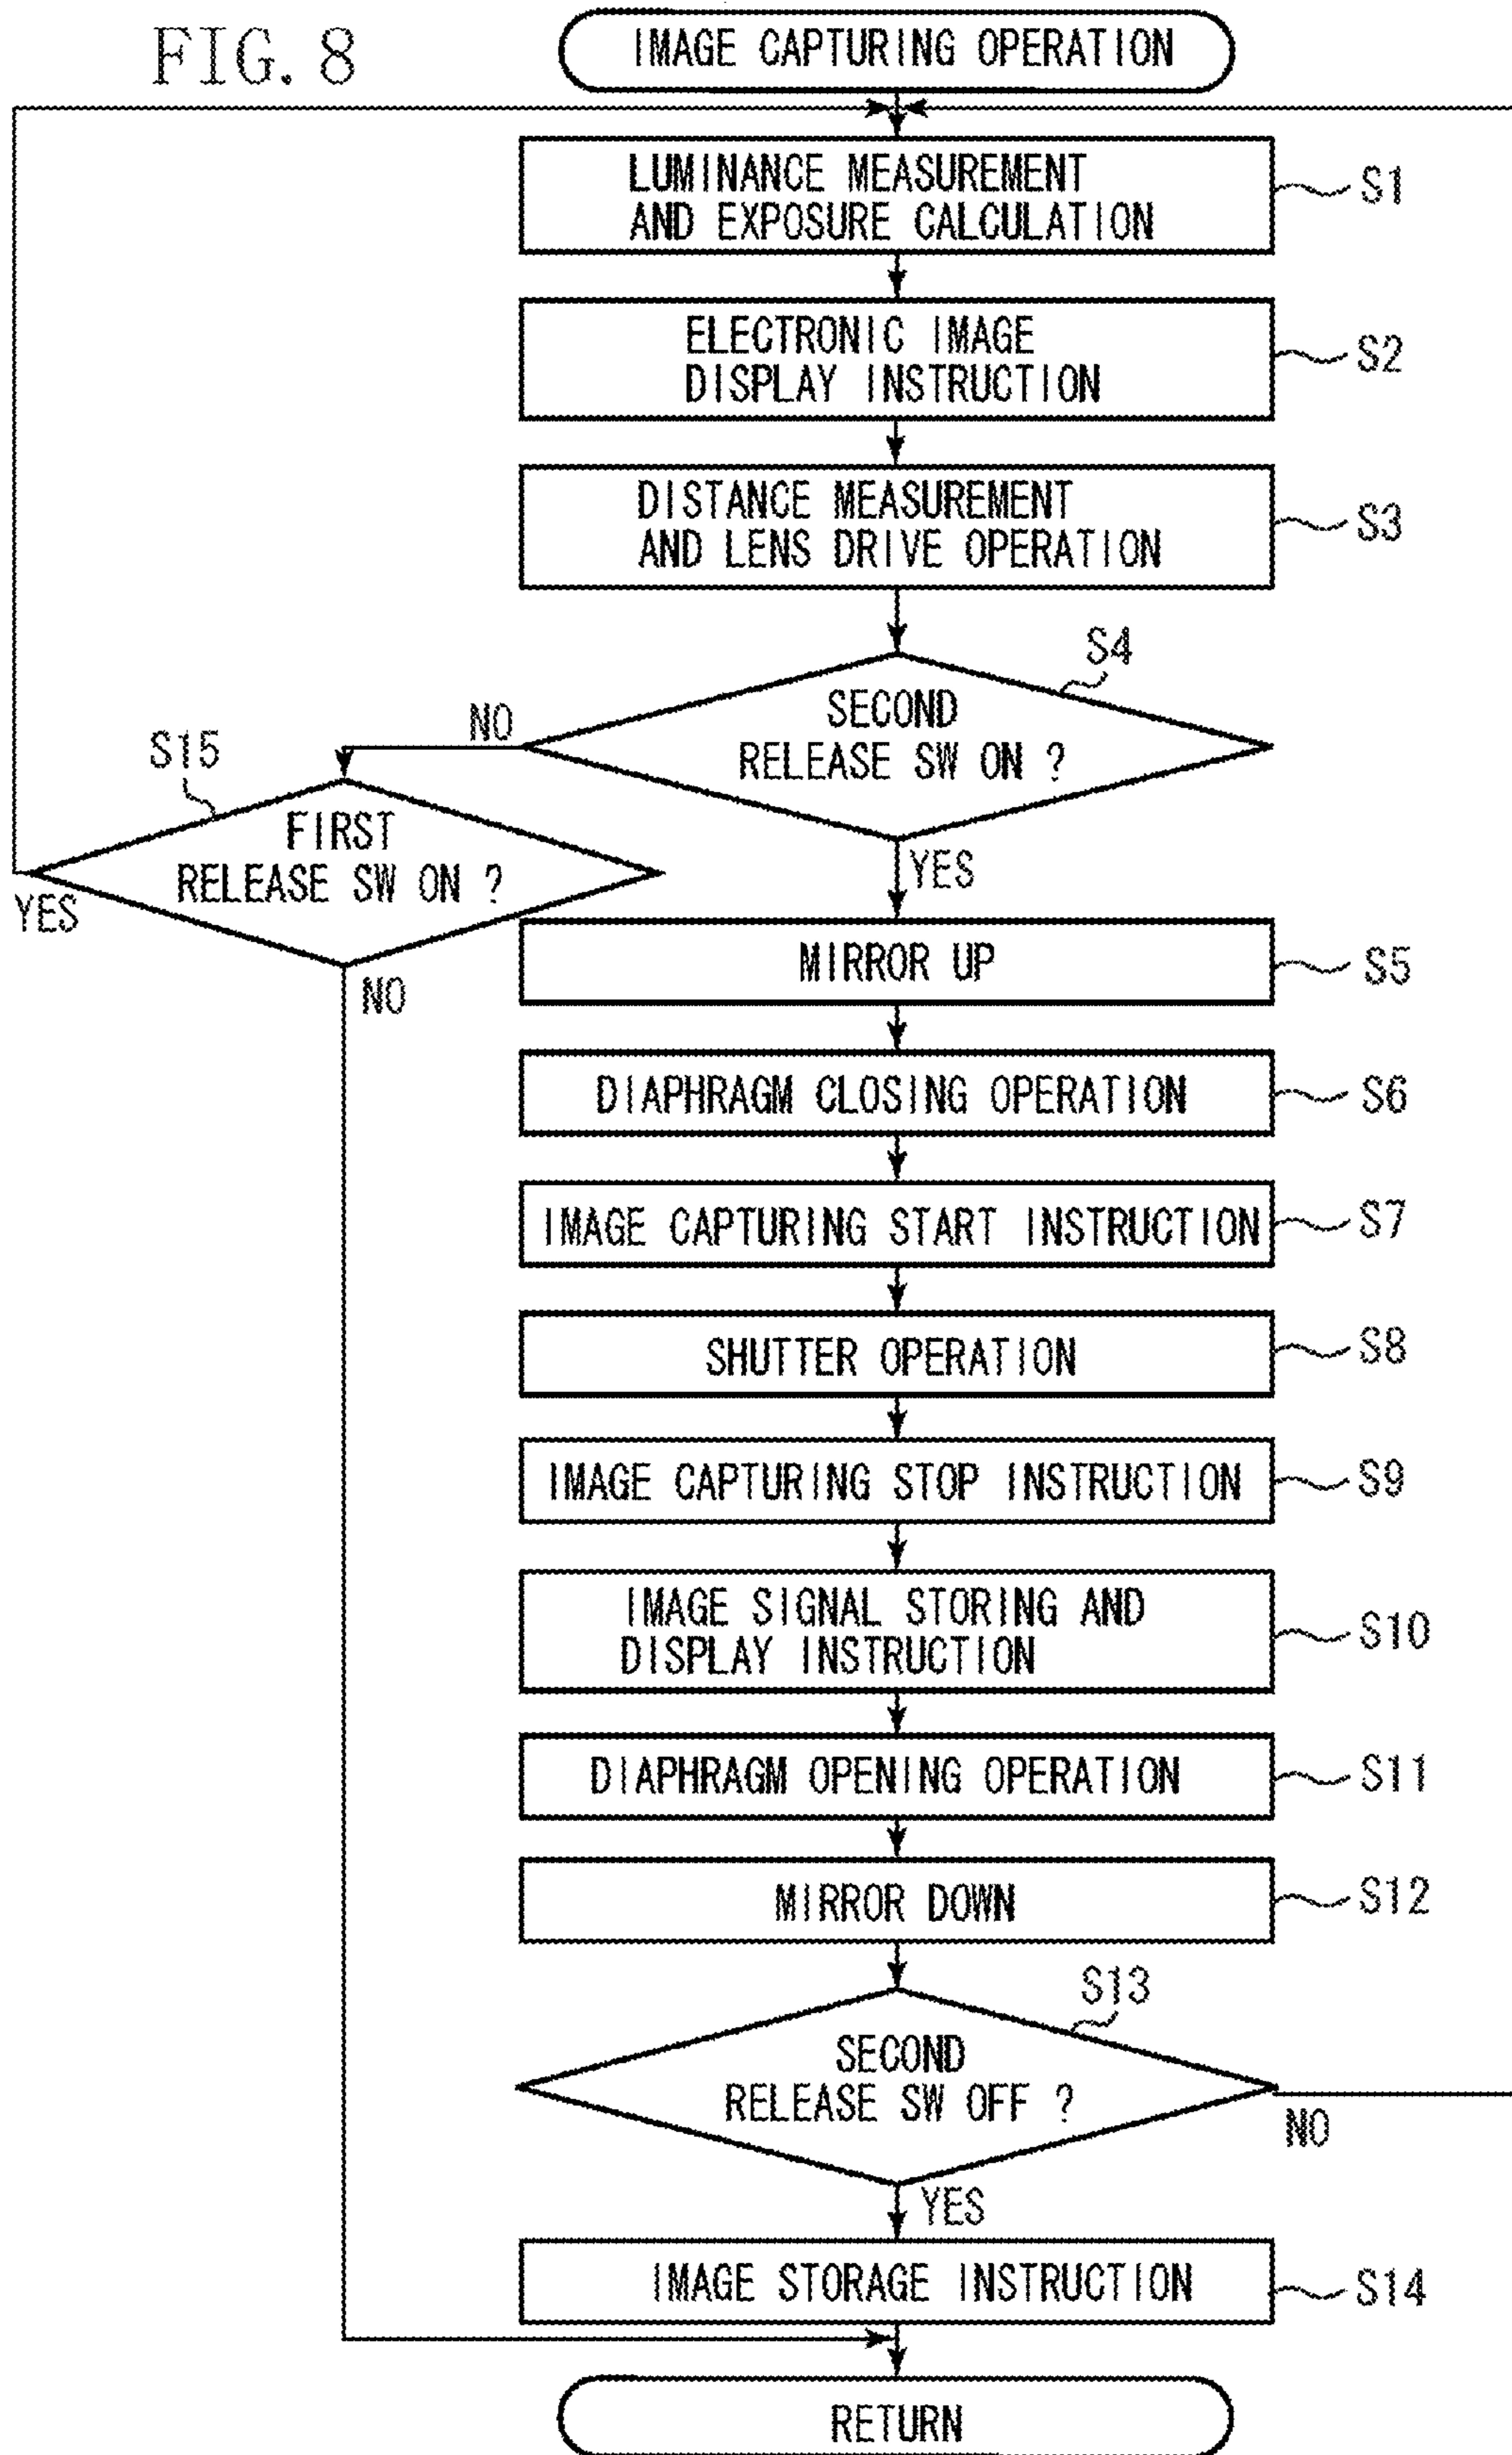 FIG. 8
IMAGE CAPTURING OPERATION
LUMINANCE MEASUREMENT
AND EXPOSURE CALCULATION
S1
ELECTRONIC IMAGE
DISPLAY INSTRUCTION
S2
DISTANCE MEASUREMENT
AND LENS DRIVE OPERATION
S3
S4
SECOND
RELEASE SW ON ?
NO
YES
S15
FIRST
RELEASE SW ON ?
YES
NO
MIRROR UP
S5
DIAPHRAGM CLOSING OPERATION
S6
IMAGE CAPTURING START INSTRUCTION
S7
SHUTTER OPERATION
S8
IMAGE CAPTURING STOP INSTRUCTION
S9
IMAGE SIGNAL STORING AND
DISPLAY INSTRUCTION
S10
DIAPHRAGM OPENING OPERATION
S11
MIRROR DOWN
S12
S13
SECOND
RELEASE SW OFF ?
NO
YES
IMAGE STORAGE INSTRUCTION
S14
RETURN